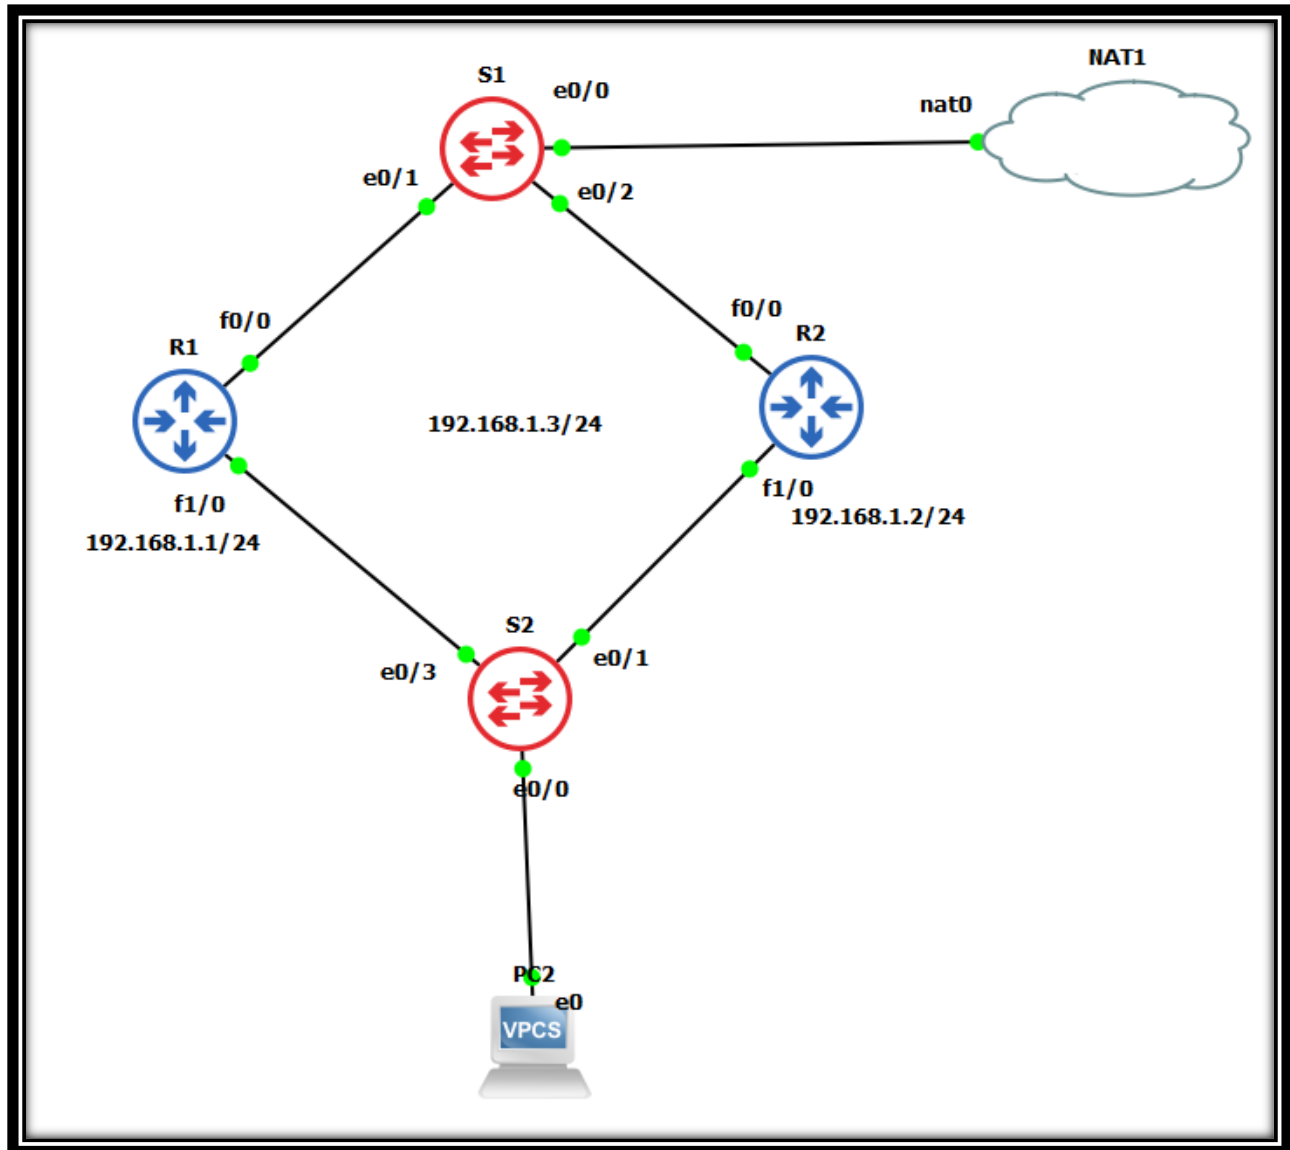 NAT1
S1
e0/0
nat0
e0/1
e0/2
f0/0
f0/0
R1
R2
192.168.1.3/24
f1/0
f1/0
192.168.1.2/24
192.168.1.1/24
S2
e0/3
e0/1
e0/0
PC2
e0
VPCS